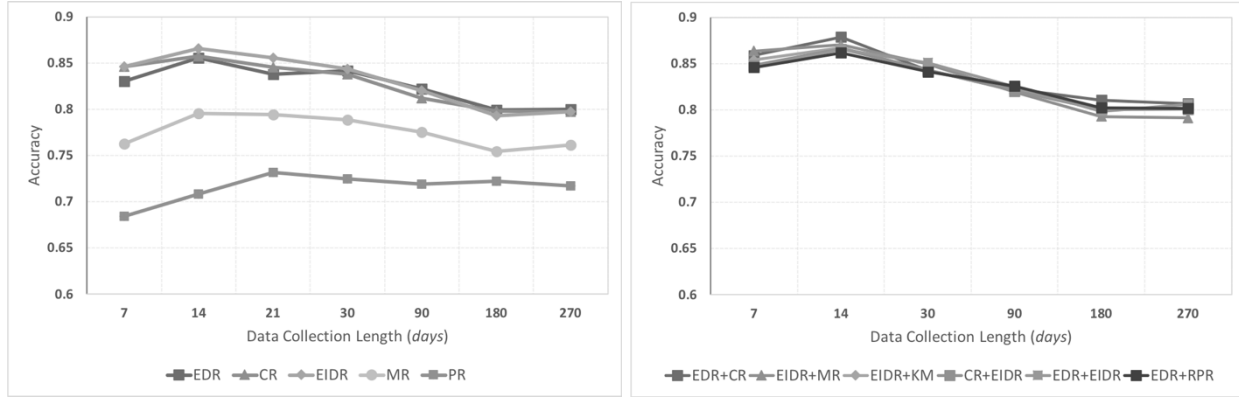 0.9
0.85
0.8
0.75
0.7
0.65
0.6
Accuracy
7 14 21 30 90 180 270
Data Collection Length (days)
EDR CR EIDR MR PR
0.9
0.85
0.8
0.75
0.7
0.65
0.6
Accuracy
7 14 30 90 180 270
Data Collection Length (days)
EDR+CR EIDR+MR EIDR+KM CR+EIDR EDR+EIDR EDR+RPR